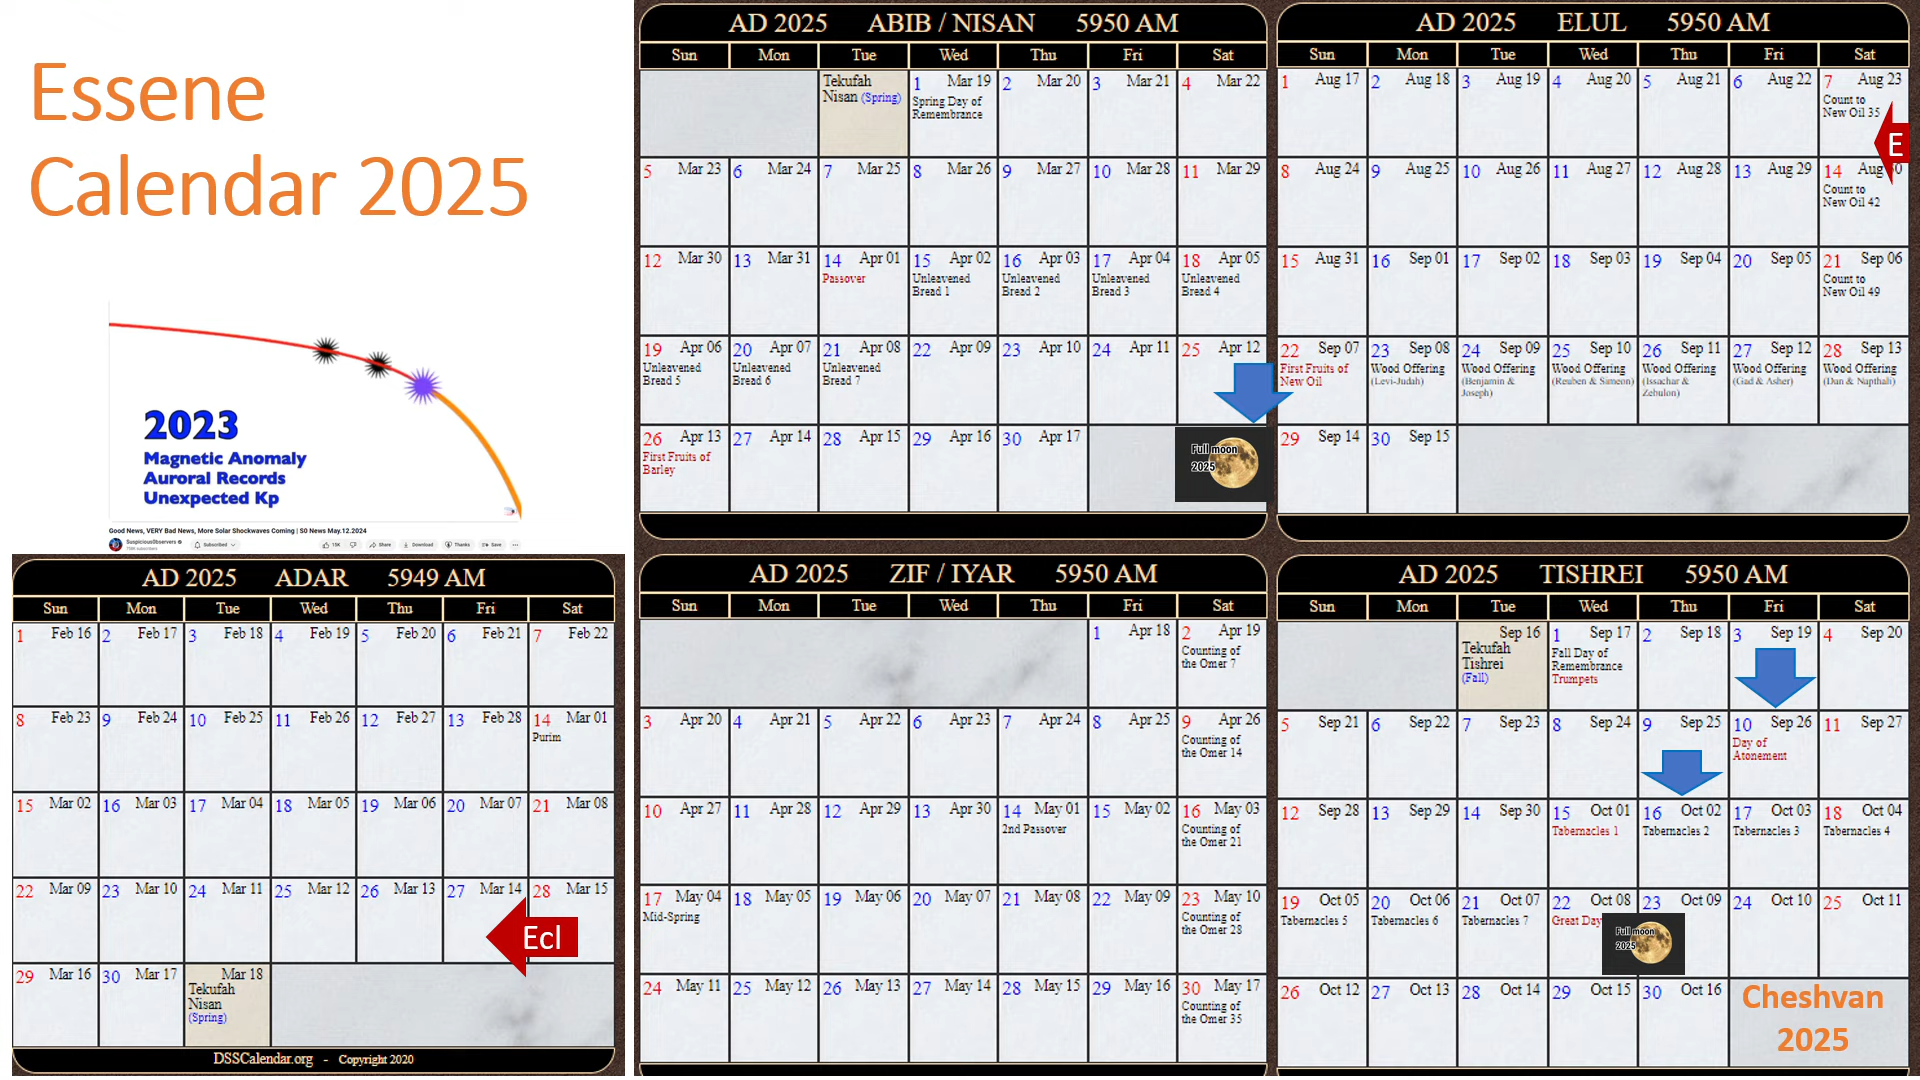 Essene
Calendar 2025
2023
Magnetic Anomaly
Auroral Records
Unexpected Kp
Good News, VERY Bad News, More Solar Shockwaves Coming | S0 News May.12.2024
SuspiciousObservers
Subscribed
15K
Share
Download
Thanks
Save
AD 2025 ABIB / NISAN 5950 AM
Sun Mon Tue Wed Thu Fri Sat
Tekufah
Nisan (Spring)
1 Mar 19
Spring Day of
Remembrance
2 Mar 20
3 Mar 21
4 Mar 22
5 Mar 23
6 Mar 24
7 Mar 25
8 Mar 26
9 Mar 27
10 Mar 28
11 Mar 29
12 Mar 30
13 Mar 31
14 Apr 01
Passover
15 Apr 02
Unleavened
Bread 1
16 Apr 03
Unleavened
Bread 2
17 Apr 04
Unleavened
Bread 3
18 Apr 05
Unleavened
Bread 4
19 Apr 06
Unleavened
Bread 5
20 Apr 07
Unleavened
Bread 6
21 Apr 08
Unleavened
Bread 7
22 Apr 09
23 Apr 10
24 Apr 11
25 Apr 12
26 Apr 13
First Fruits of
Barley
27 Apr 14
28 Apr 15
29 Apr 16
30 Apr 17
Full moon
2025
AD 2025 ELUL 5950 AM
Sun Mon Tue Wed Thu Fri Sat
1 Aug 17
2 Aug 18
3 Aug 19
4 Aug 20
5 Aug 21
6 Aug 22
7 Aug 23
Count to
New Oil 35
E
8 Aug 24
9 Aug 25
10 Aug 26
11 Aug 27
12 Aug 28
13 Aug 29
14 Aug 0
Count to
New Oil 42
15 Aug 31
16 Sep 01
17 Sep 02
18 Sep 03
19 Sep 04
20 Sep 05
21 Sep 06
Count to
New Oil 49
22 Sep 07
First Fruits of
New Oil
23 Sep 08
Wood Offering
(Levi-Judah)
24 Sep 09
Wood Offering
(Benjamin &
Joseph)
25 Sep 10
Wood Offering
(Reuben & Simeon)
26 Sep 11
Wood Offering
(Issachar &
Zebulon)
27 Sep 12
Wood Offering
(Gad & Asher)
28 Sep 13
Wood Offering
(Dan & Napthali)
29 Sep 14
30 Sep 15
AD 2025 ADAR 5949 AM
Sun Mon Tue Wed Thu Fri Sat
1 Feb 16
2 Feb 17
3 Feb 18
4 Feb 19
5 Feb 20
6 Feb 21
7 Feb 22
8 Feb 23
9 Feb 24
10 Feb 25
11 Feb 26
12 Feb 27
13 Feb 28
14 Mar 01
Purim
15 Mar 02
16 Mar 03
17 Mar 04
18 Mar 05
19 Mar 06
20 Mar 07
21 Mar 08
22 Mar 09
23 Mar 10
24 Mar 11
25 Mar 12
26 Mar 13
27 Mar 14
28 Mar 15
Ecl
29 Mar 16
30 Mar 17
Mar 18
Tekufah
Nisan
(Spring)
DSSCalendar.org - Copyright 2020
AD 2025 ZIF / IYAR 5950 AM
Sun Mon Tue Wed Thu Fri Sat
1 Apr 18
2 Apr 19
Counting of
the Omer 7
3 Apr 20
4 Apr 21
5 Apr 22
6 Apr 23
7 Apr 24
8 Apr 25
9 Apr 26
Counting of
the Omer 14
10 Apr 27
11 Apr 28
12 Apr 29
13 Apr 30
14 May 01
2nd Passover
15 May 02
16 May 03
Counting of
the Omer 21
17 May 04
Mid-Spring
18 May 05
19 May 06
20 May 07
21 May 08
22 May 09
23 May 10
Counting of
the Omer 28
24 May 11
25 May 12
26 May 13
27 May 14
28 May 15
29 May 16
30 May 17
Counting of
the Omer 35
AD 2025 TISHREI 5950 AM
Sun Mon Tue Wed Thu Fri Sat
Sep 16
Tekufah
Tishrei
(Fall)
1 Sep 17
Fall Day of
Remembrance
Trumpets
2 Sep 18
3 Sep 19
4 Sep 20
5 Sep 21
6 Sep 22
7 Sep 23
8 Sep 24
9 Sep 25
10 Sep 26
Day of
Atonement
11 Sep 27
12 Sep 28
13 Sep 29
14 Sep 30
15 Oct 01
Tabernacles 1
16 Oct 02
Tabernacles 2
17 Oct 03
Tabernacles 3
18 Oct 04
Tabernacles 4
19 Oct 05
Tabernacles 5
20 Oct 06
Tabernacles 6
21 Oct 07
Tabernacles 7
22 Oct 08
Great Day
23 Oct 09
24 Oct 10
25 Oct 11
Full moon
2025
26 Oct 12
27 Oct 13
28 Oct 14
29 Oct 15
30 Oct 16
Cheshvan
2025